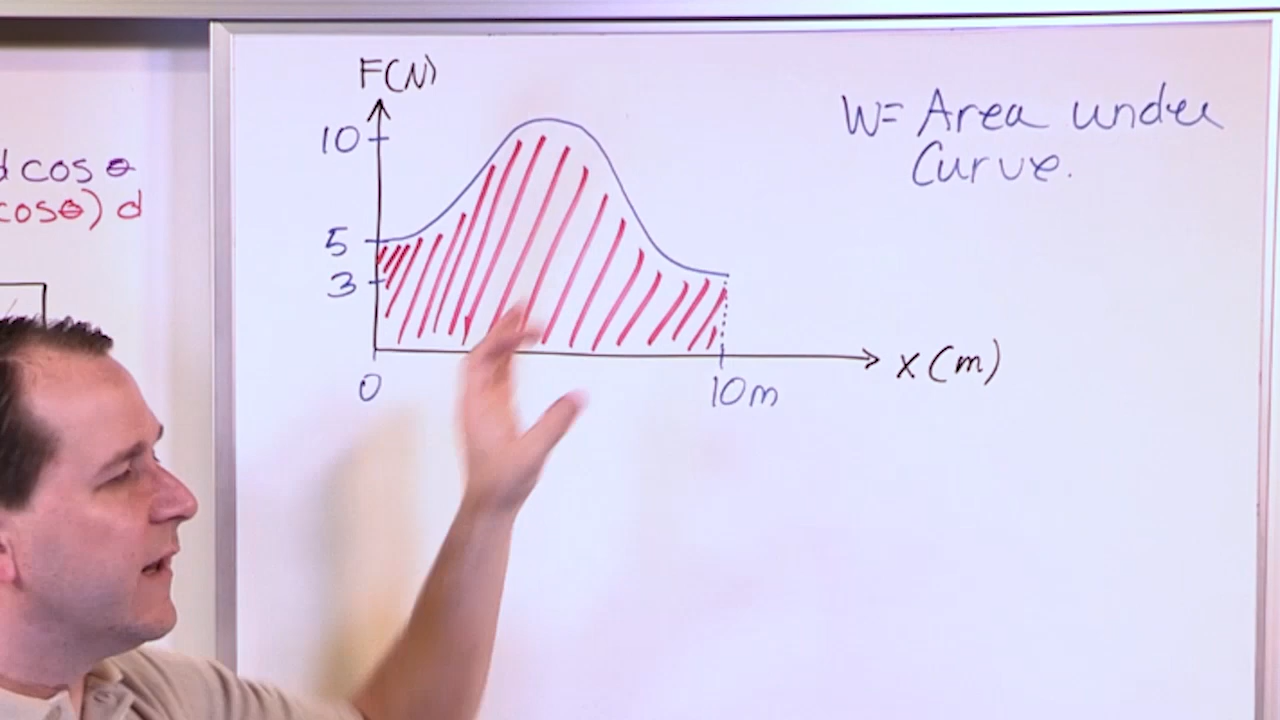 F(N)
10
5
3
0
10m
x (m)
W= Area under
Curve.
d cos θ
cosθ) d